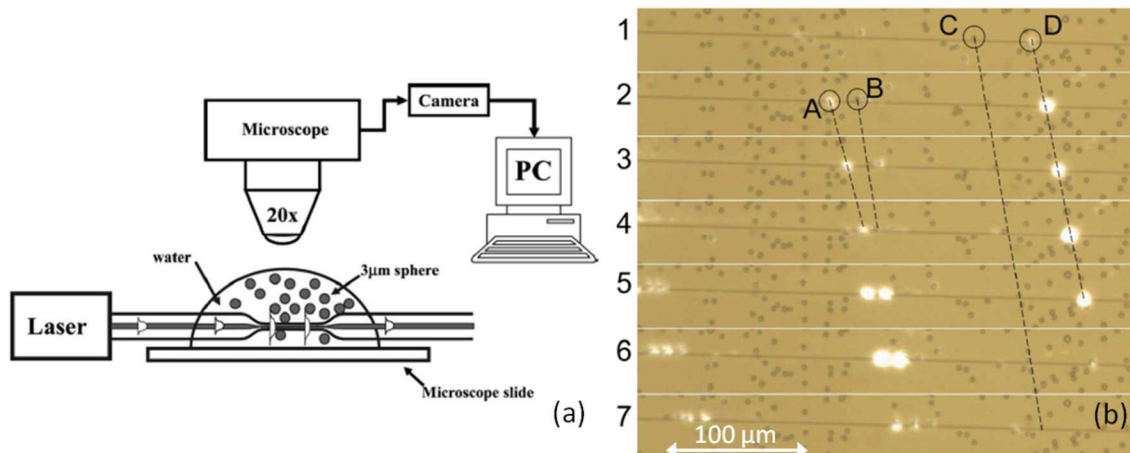 Camera
Microscope
PC
20x
water
3μm sphere
Laser
Microscope slide
(a)
1
C
D
2
A
B
3
4
5
6
7
100 μm
(b)